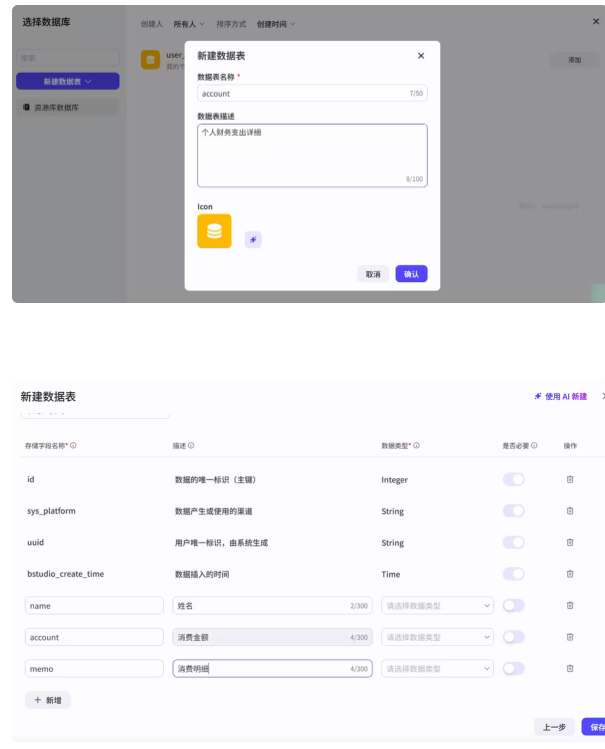 选择数据库
创建人 所有人 排序方式 创建时间
搜索
新建数据表
资源库数据库
user_
我的个
添加
新建数据表
数据表名称 *
account 7/50
数据表描述
个人财务支出详细
8/100
Icon
取消 确认
新建数据表 使用 AI 新建
存储字段名称* 描述 数据类型* 是否必要 操作
id 数据的唯一标识（主键） Integer
sys_platform 数据产生或使用的渠道 String
uuid 用户唯一标识，由系统生成 String
bstudio_create_time 数据插入的时间 Time
name 姓名 2/300 请选择数据类型
account 消费金额 4/300 请选择数据类型
memo 消费明细 4/300 请选择数据类型
+ 新增
上一步 保存